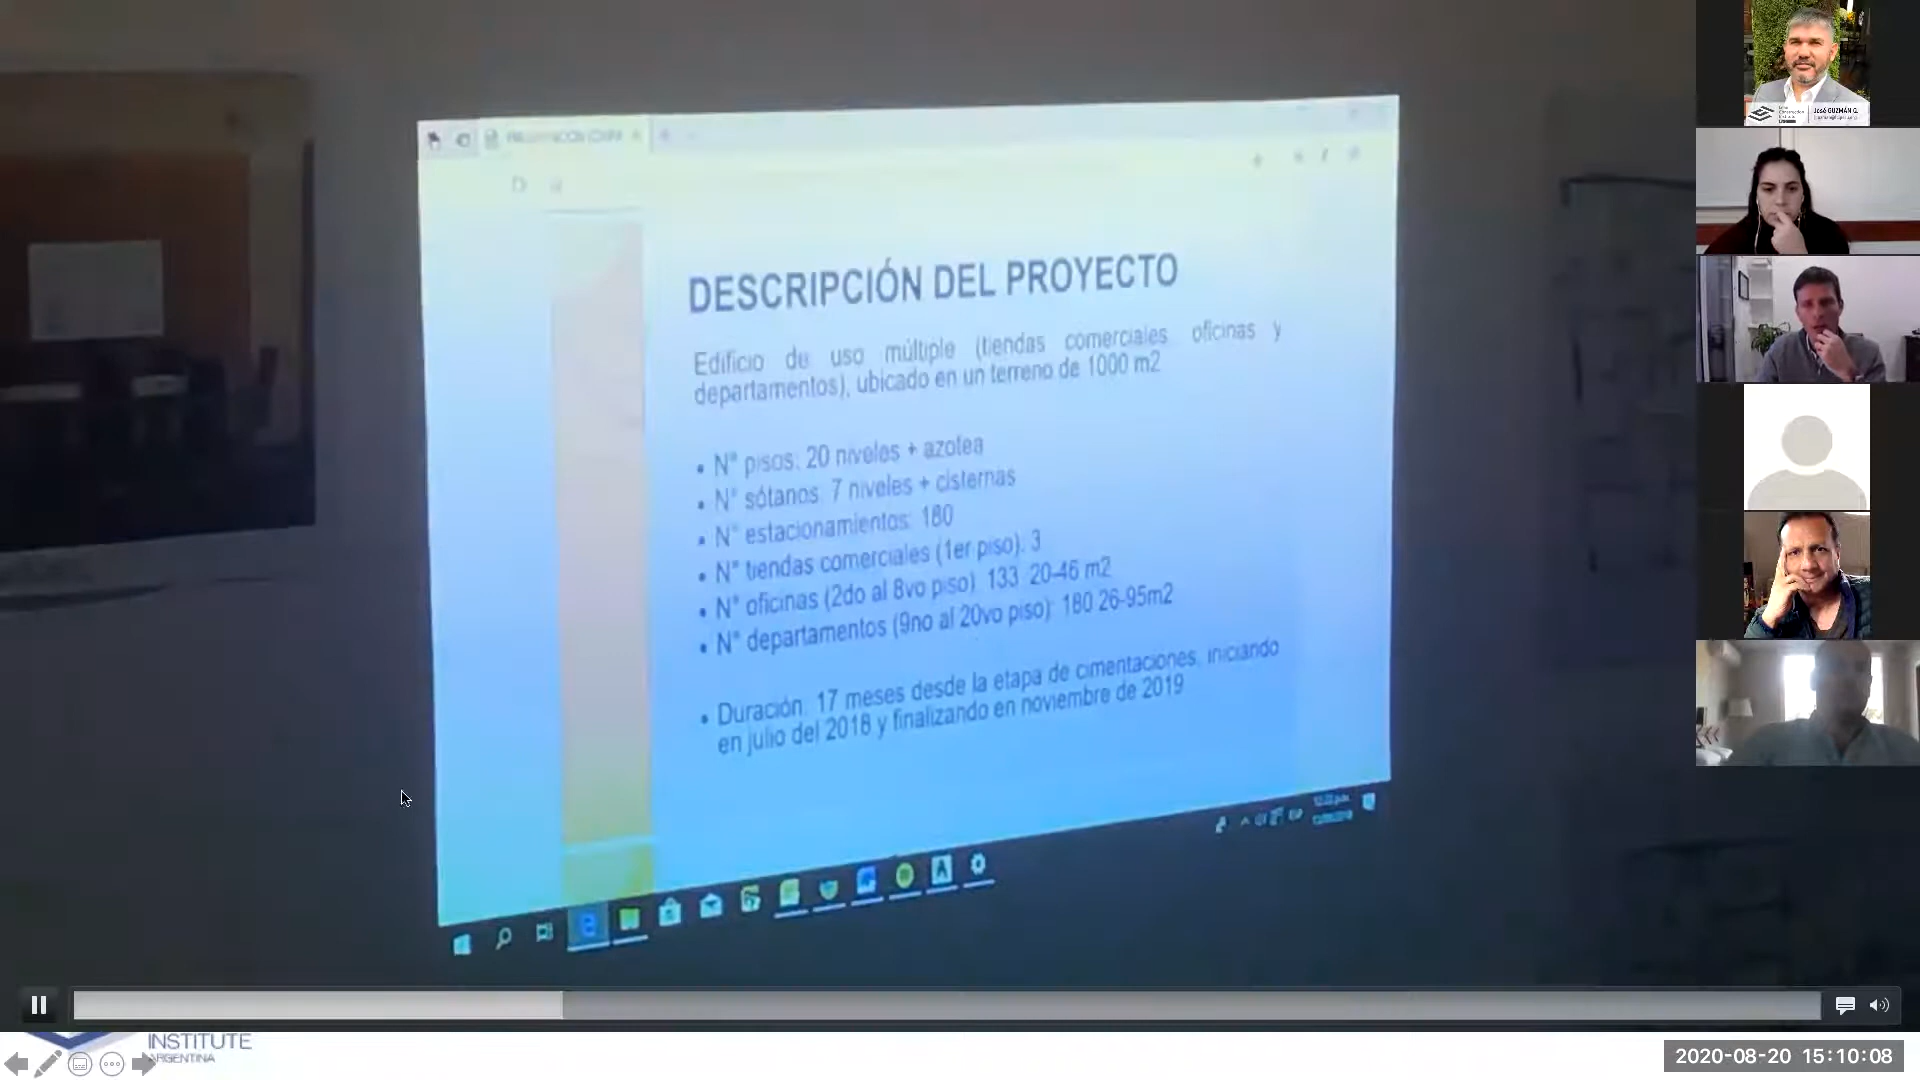 DESCRIPCIÓN DEL PROYECTO
Edificio de uso múltiple (tiendas comerciales oficinas y
departamentos), ubicado en un terreno de 1000 m2
• N° pisos: 20 niveles + azotea
• N° sótanos: 7 niveles + cisternas
• N° estacionamientos: 180
• N° tiendas comerciales (1er piso): 3
• N° oficinas (2do al 8vo piso): 133 20-46 m2
• N° departamentos (9no al 20vo piso): 180 26-95m2
• Duración: 17 meses desde la etapa de cimentaciones, iniciando
en julio del 2018 y finalizando en noviembre de 2019
José GUZMÁN G.
INSTITUTE
ARGENTINA
2020-08-20 15:10:08